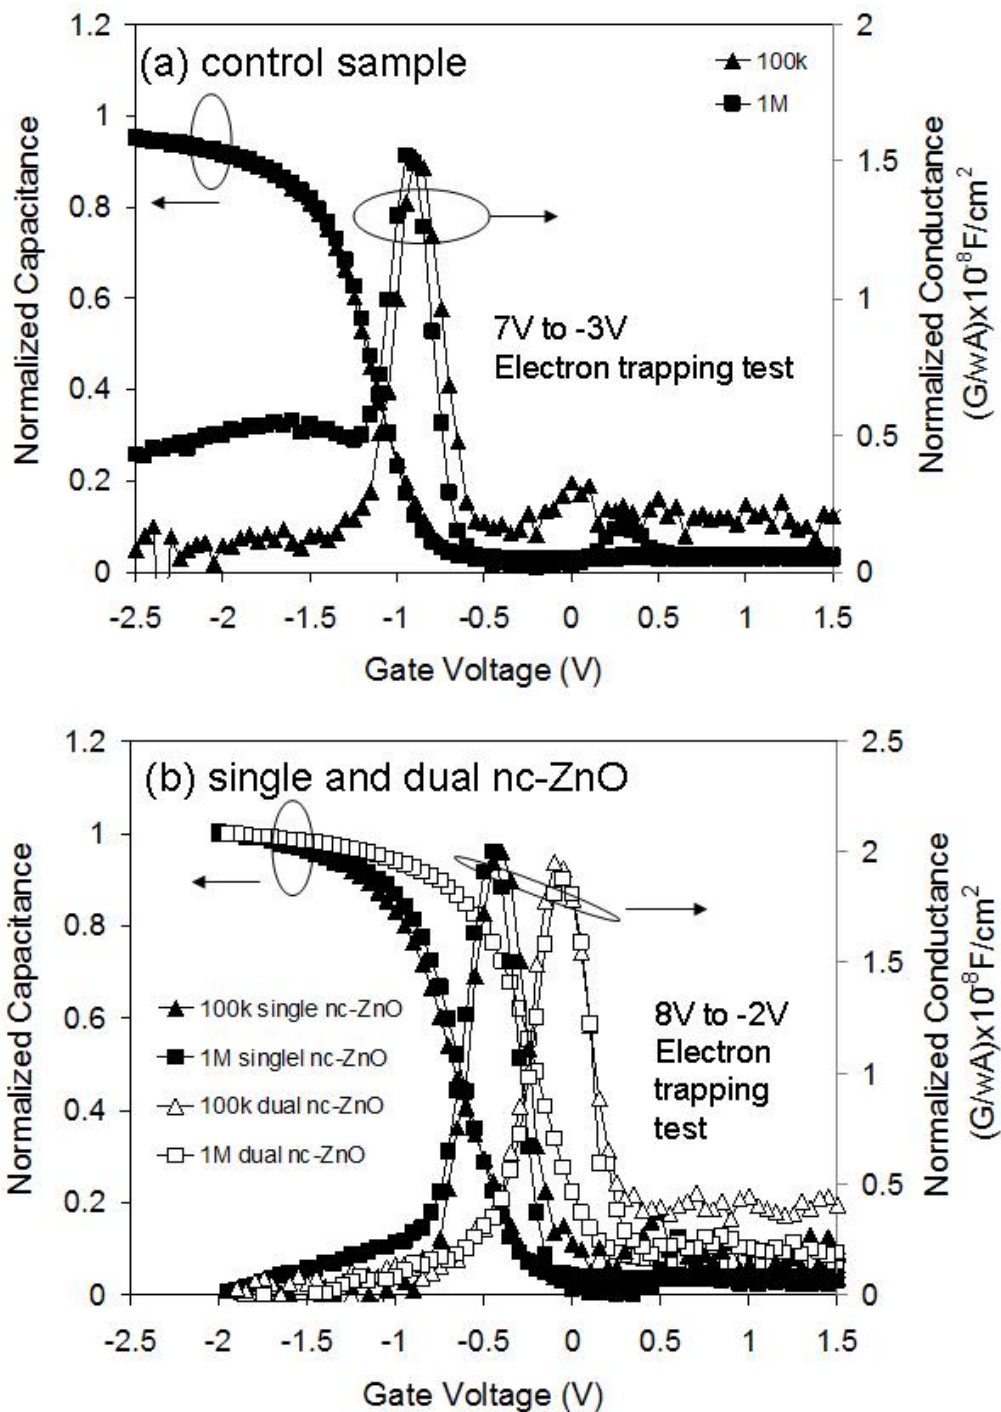 1.2
2
(a) control sample
100k
1M
1
0.8
0.6
0.4
0.2
0
1.5
1
0.5
0
7V to -3V
Electron trapping test
Normalized Capacitance
Normalized Conductance
(G/wA)x10-8F/cm2
-2.5 -2 -1.5 -1 -0.5 0 0.5 1 1.5
Gate Voltage (V)
1.2
2.5
(b) single and dual nc-ZnO
1
0.8
0.6
0.4
0.2
0
2
1.5
1
0.5
0
100k single nc-ZnO
1M singlel nc-ZnO
100k dual nc-ZnO
1M dual nc-ZnO
8V to -2V
Electron
trapping
test
Normalized Capacitance
Normalized Conductance
(G/wA)x10-8F/cm2
-2.5 -2 -1.5 -1 -0.5 0 0.5 1 1.5
Gate Voltage (V)